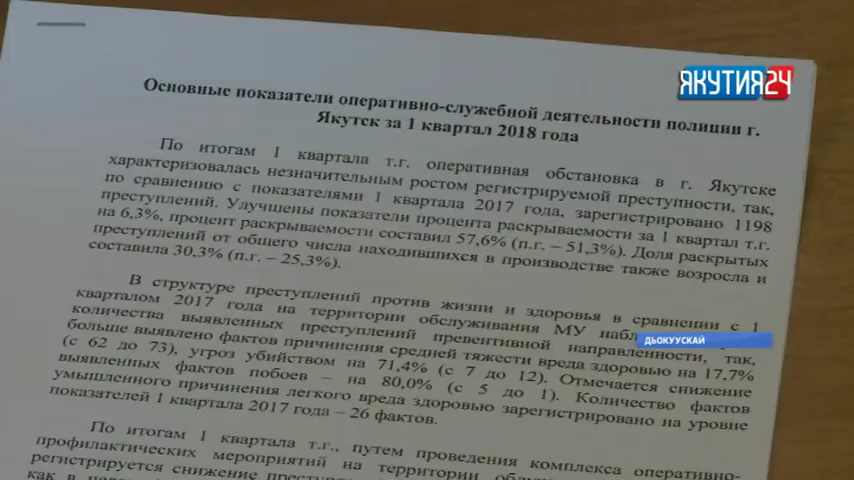 ЯКУТИЯ24
Основные показатели оперативно-служебной деятельности полиции г.
Якутск за 1 квартал 2018 года
По итогам 1 квартала т.г. оперативная обстановка в г. Якутске
характеризовалась незначительным ростом регистрируемой преступности, так,
по сравнению с показателями 1 квартала 2017 года, зарегистрировано 1198
преступлений. Улучшены показатели процента раскрываемости за 1 квартал т.г.
на 6,3%, процент раскрываемости составил 57,6% (п.г. – 51,3%). Доля раскрытых
преступлений от общего числа находившихся в производстве также возросла и
составила 30,3% (п.г. – 25,3%).
В структуре преступлений против жизни и здоровья в сравнении с 1
кварталом 2017 года на территории обслуживания МУ
количества выявленных преступлений превентивной направленности, так,
больше выявлено фактов причинения средней тяжести вреда здоровью на 17,7%
(с 62 до 73), угроз убийством на 71,4% (с 7 до 12). Отмечается снижение
выявленных фактов побоев – на 80,0% (с 5 до 1). Количество фактов
умышленного причинения легкого вреда здоровью зарегистрировано на уровне
показателей 1 квартала 2017 года – 26 фактов.
По итогам 1 квартала т.г., путем проведения комплекса оперативно-
профилактических мероприятий на территории
регистрируется снижение
как в
ДЬОКУУСКАЙ